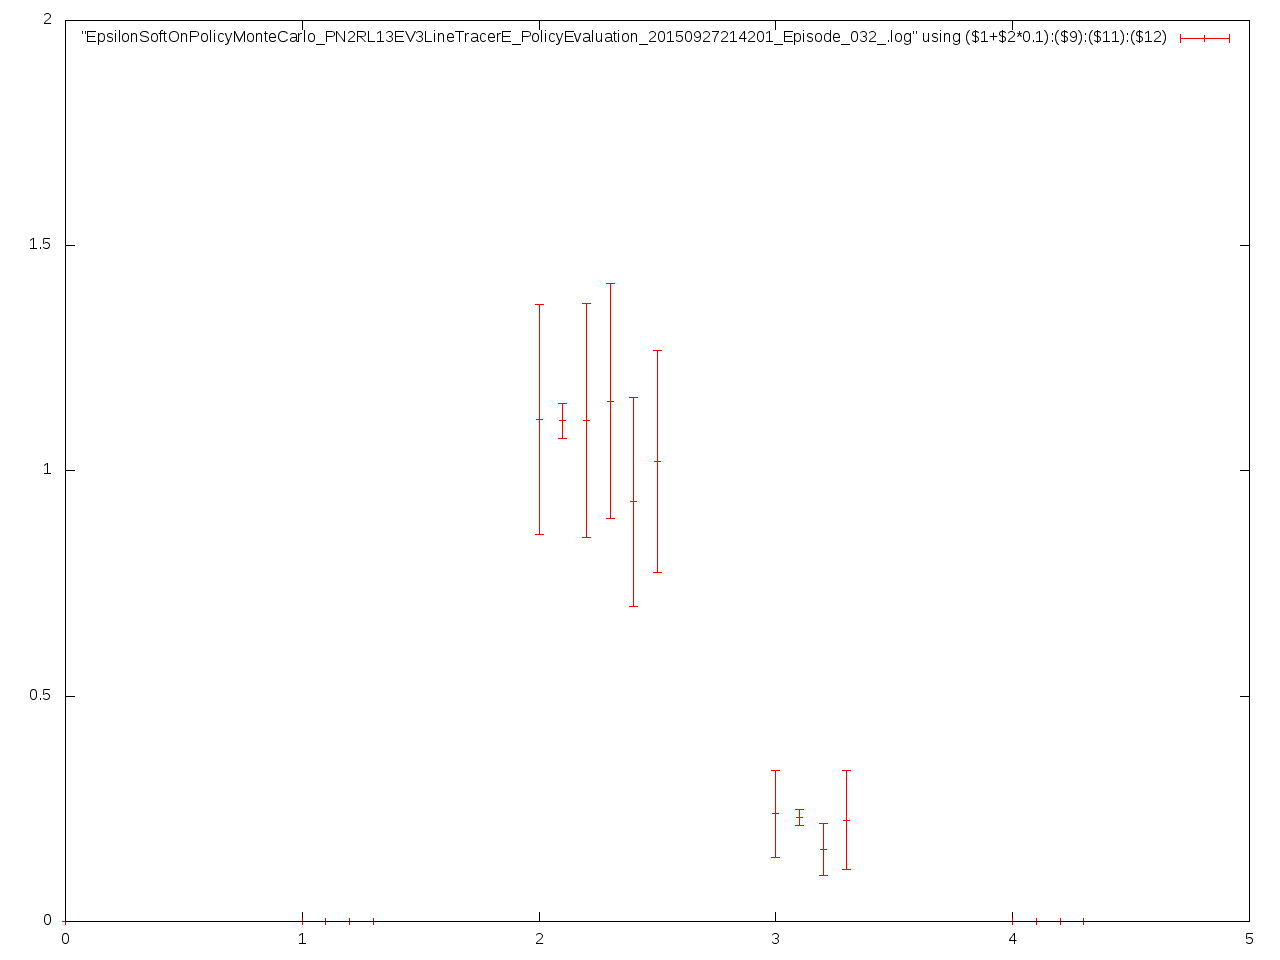 2
"EpsilonSoftOnPolicyMonteCarlo_PN2RL13EV3LineTracerE_PolicyEvaluation_20150927214201_Episode_032_.log" using ($1+$2*0.1):($9):($11):($12)
1.5
1
0.5
0
0 1 2 3 4 5